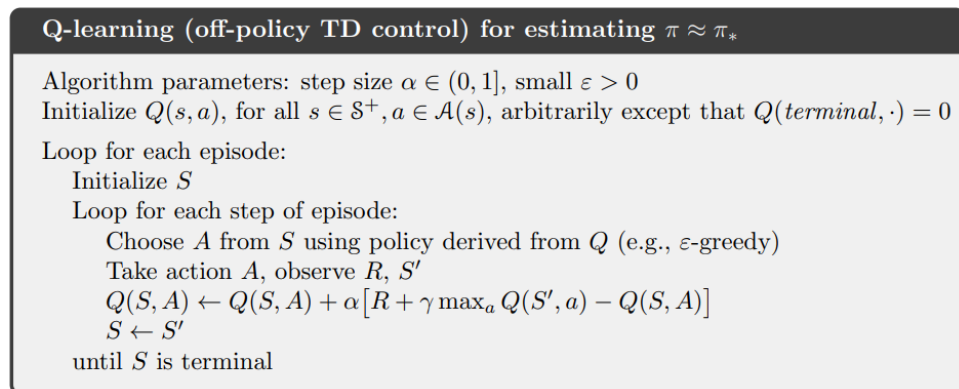 Q-learning (off-policy TD control) for estimating π ≈ π∗
Algorithm parameters: step size α ∈ (0, 1], small ε > 0
Initialize Q(s, a), for all s ∈ S⁺, a ∈ A(s), arbitrarily except that Q(terminal, ·) = 0
Loop for each episode:
Initialize S
Loop for each step of episode:
Choose A from S using policy derived from Q (e.g., ε-greedy)
Take action A, observe R, S′
Q(S, A) ← Q(S, A) + α[R + γ maxₐ Q(S′, a) − Q(S, A)]
S ← S′
until S is terminal